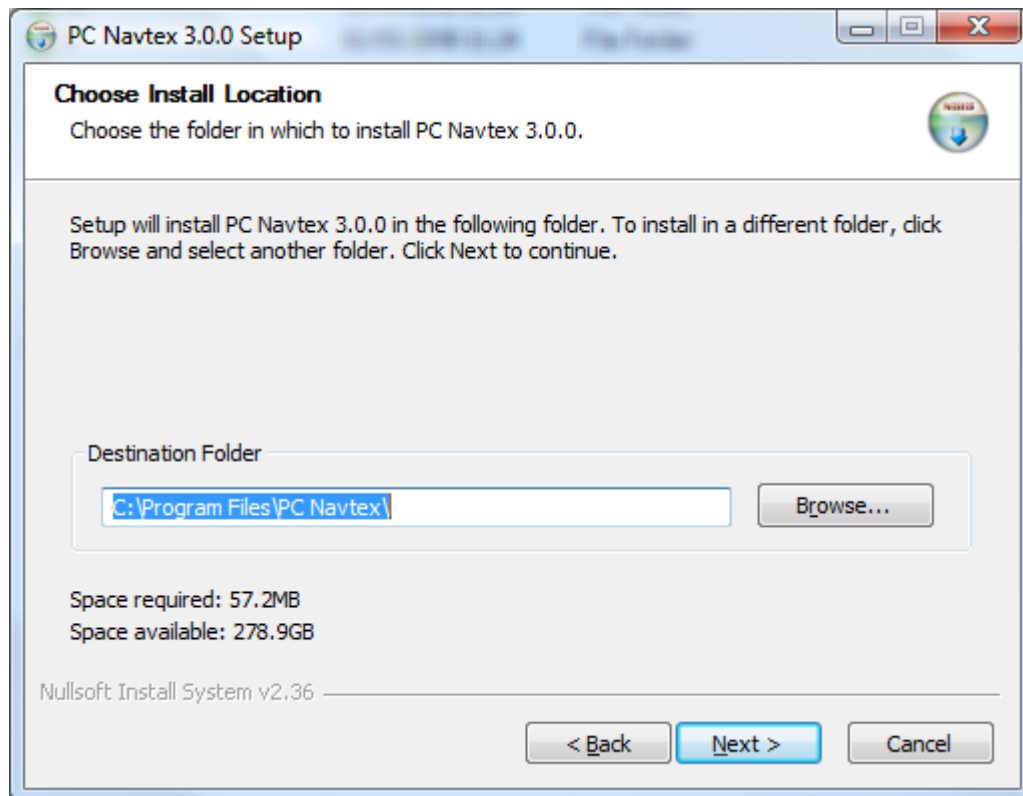 PC Navtex 3.0.0 Setup
Choose Install Location
Choose the folder in which to install PC Navtex 3.0.0.
Setup will install PC Navtex 3.0.0 in the following folder. To install in a different folder, click
Browse and select another folder. Click Next to continue.
Destination Folder
C:\Program Files\PC Navtex\
Browse...
Space required: 57.2MB
Space available: 278.9GB
Nullsoft Install System v2.36
< Back
Next >
Cancel